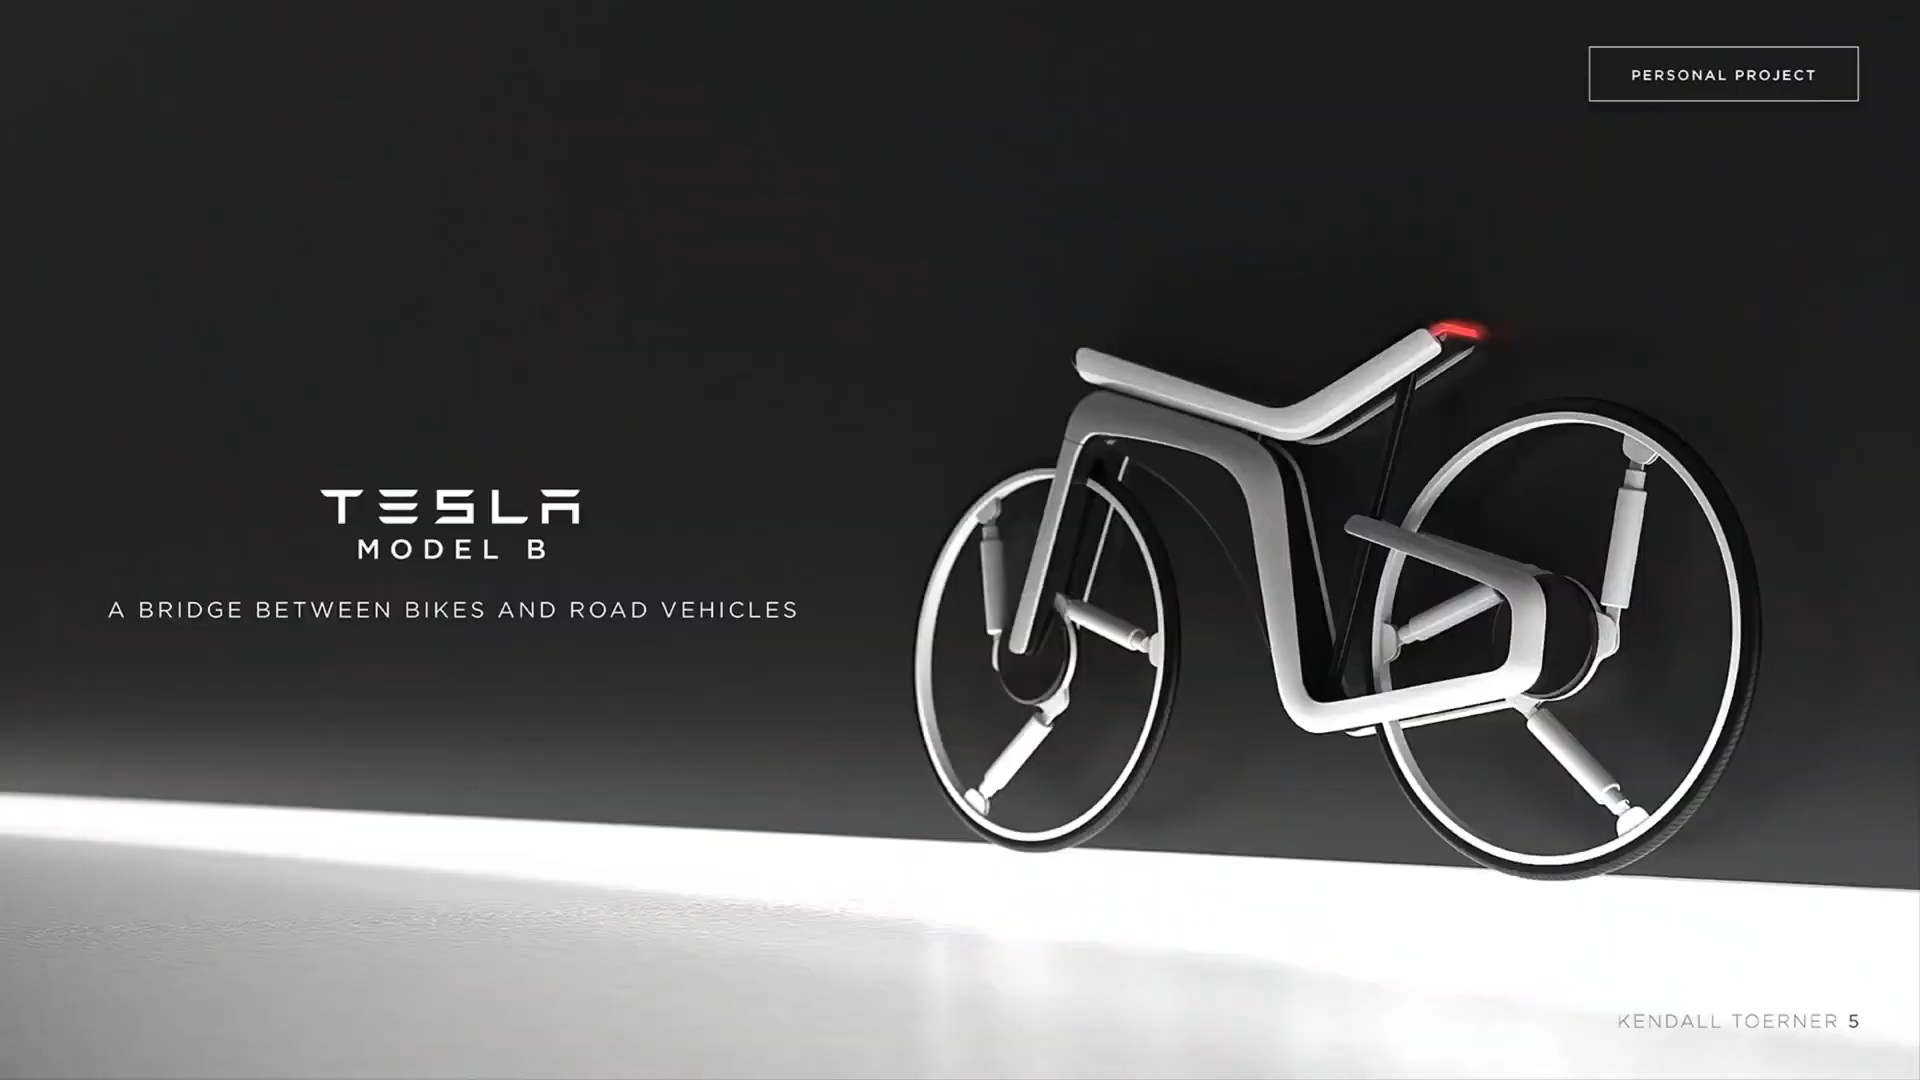 PERSONAL PROJECT
TESLA
MODEL B
A BRIDGE BETWEEN BIKES AND ROAD VEHICLES
KENDALL TOERNER 5